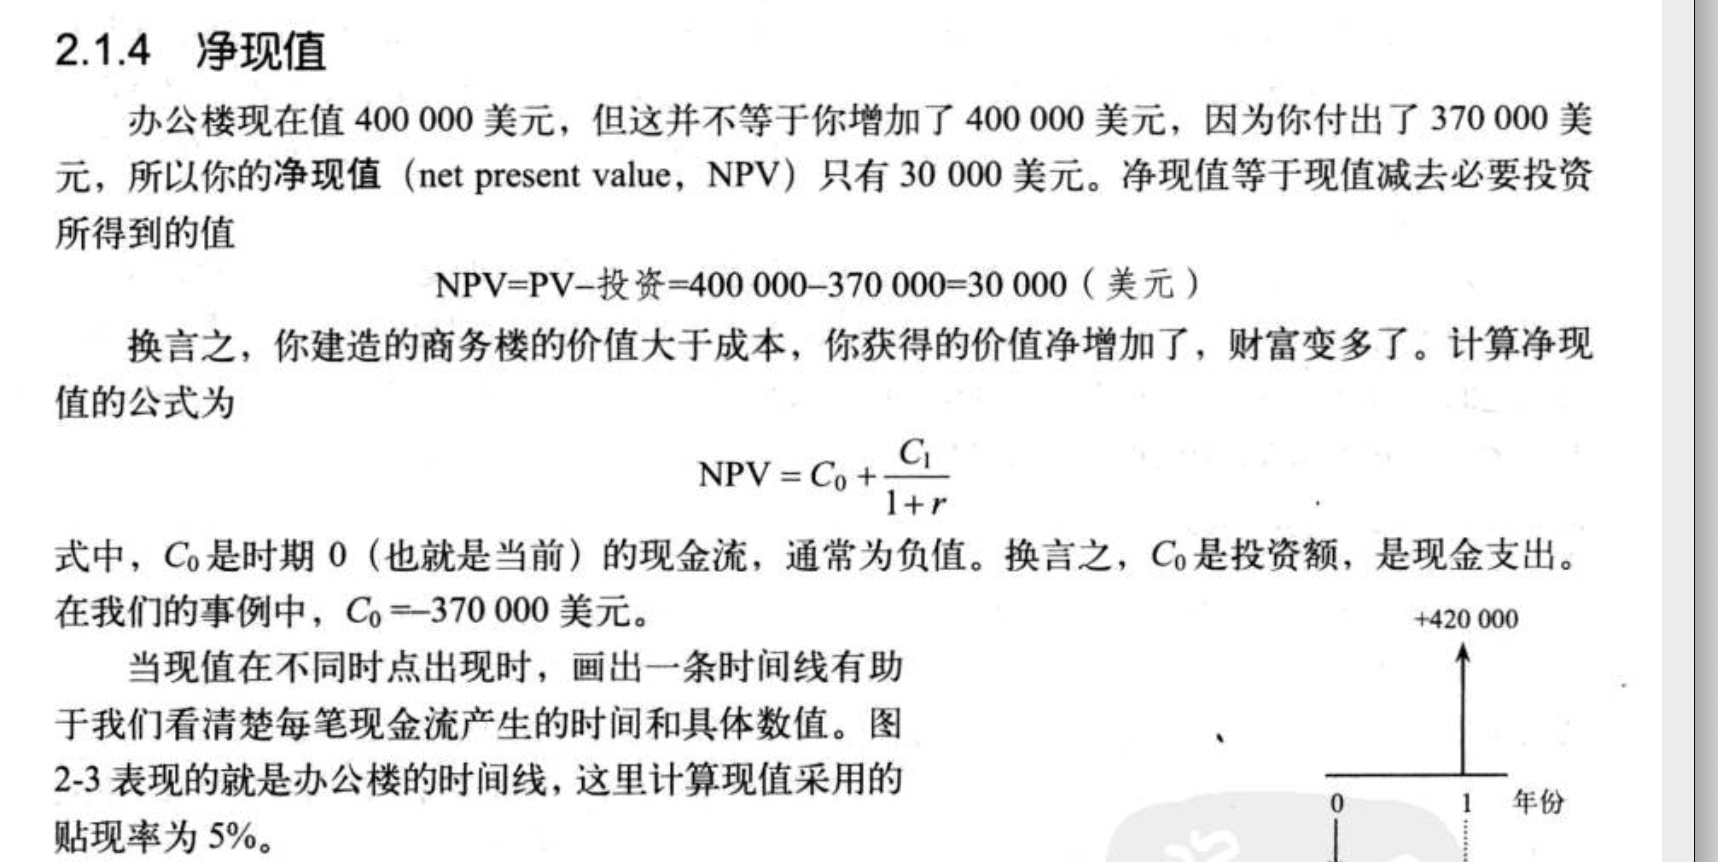 2.1.4 净现值
办公楼现在值 400 000 美元，但这并不等于你增加了 400 000 美元，因为你付出了 370 000 美
元，所以你的净现值（net present value，NPV）只有 30 000 美元。净现值等于现值减去必要投资
所得到的值
NPV=PV–投资=400 000–370 000=30 000（美元）
换言之，你建造的商务楼的价值大于成本，你获得的价值净增加了，财富变多了。计算净现
值的公式为
NPV = C₀ + C₁/(1+r)
式中，C₀是时期 0（也就是当前）的现金流，通常为负值。换言之，C₀是投资额，是现金支出。
在我们的事例中，C₀=–370 000 美元。
当现值在不同时点出现时，画出一条时间线有助
于我们看清楚每笔现金流产生的时间和具体数值。图
2-3 表现的就是办公楼的时间线，这里计算现值采用的
贴现率为 5%。
+420 000
0 1 年份